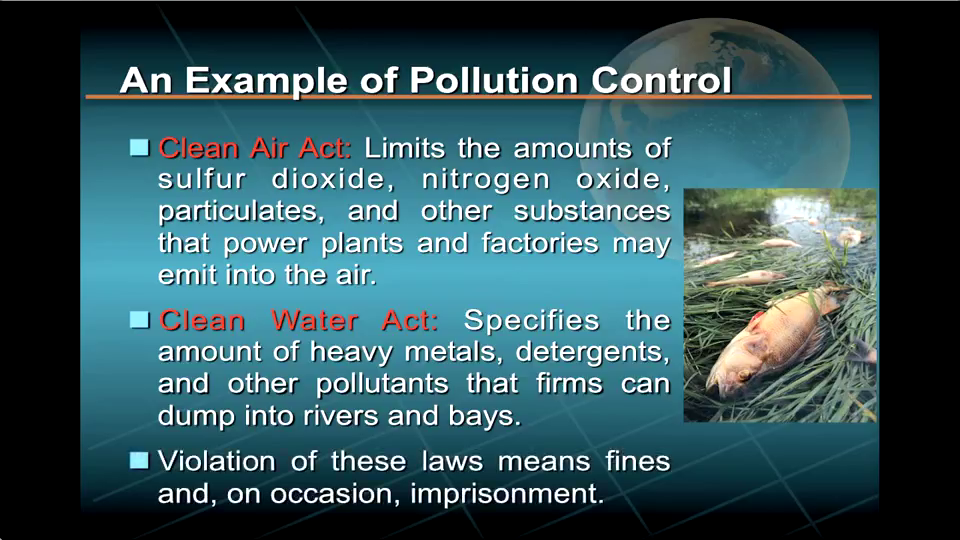 An Example of Pollution Control
Clean Air Act: Limits the amounts of
sulfur dioxide, nitrogen oxide,
particulates, and other substances
that power plants and factories may
emit into the air.
Clean Water Act: Specifies the
amount of heavy metals, detergents,
and other pollutants that firms can
dump into rivers and bays.
Violation of these laws means fines
and, on occasion, imprisonment.